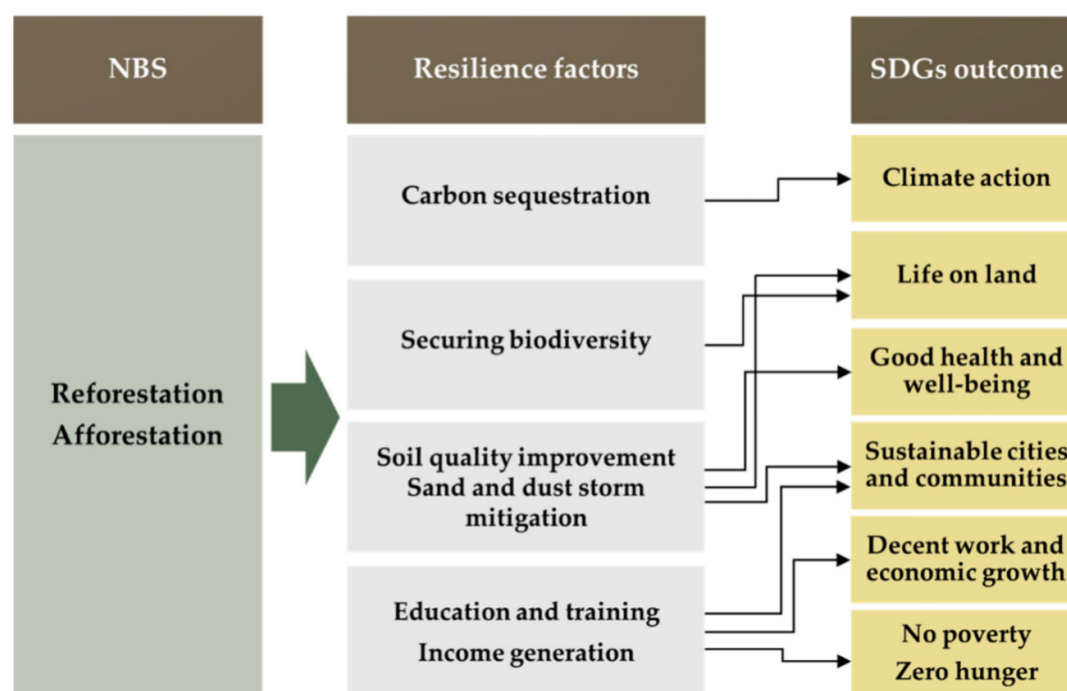 NBS
Resilience factors
SDGs outcome
Reforestation
Afforestation
Carbon sequestration
Securing biodiversity
Soil quality improvement
Sand and dust storm
mitigation
Education and training
Income generation
Climate action
Life on land
Good health and
well-being
Sustainable cities
and communities
Decent work and
economic growth
No poverty
Zero hunger